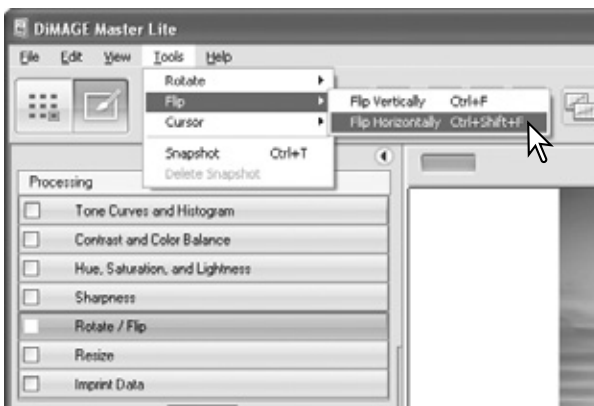 DiMAGE Master Lite
File Edit View Tools Help
Rotate
Flip
Cursor
Snapshot Ctrl+T
Delete Snapshot
Flip Vertically Ctrl+F
Flip Horizontally Ctrl+Shift+F
Processing
Tone Curves and Histogram
Contrast and Color Balance
Hue, Saturation, and Lightness
Sharpness
Rotate / Flip
Resize
Imprint Data